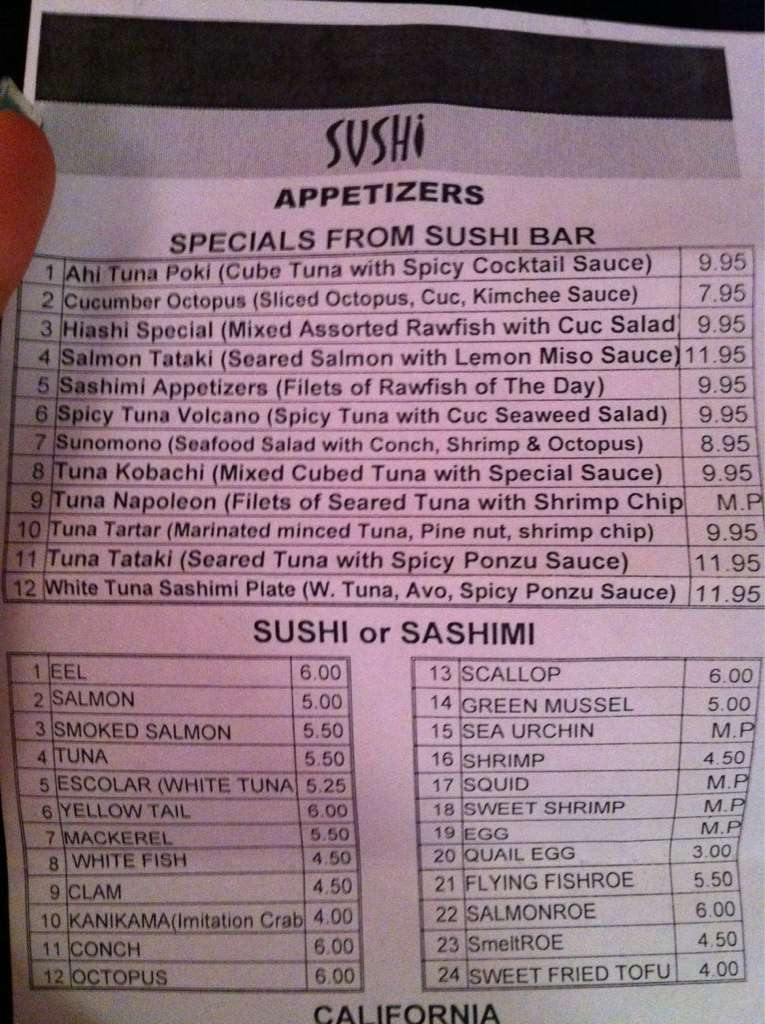 SUSHi
APPETIZERS
SPECIALS FROM SUSHI BAR
1 Ahi Tuna Poki (Cube Tuna with Spicy Cocktail Sauce) 9.95
2 Cucumber Octopus (Sliced Octopus, Cuc, Kimchee Sauce) 7.95
3 Hiashi Special (Mixed Assorted Rawfish with Cuc Salad 9.95
4 Salmon Tataki (Seared Salmon with Lemon Miso Sauce) 11.95
5 Sashimi Appetizers (Filets of Rawfish of The Day) 9.95
6 Spicy Tuna Volcano (Spicy Tuna with Cuc Seaweed Salad) 9.95
7 Sunomono (Seafood Salad with Conch, Shrimp & Octopus) 8.95
8 Tuna Kobachi (Mixed Cubed Tuna with Special Sauce) 9.95
9 Tuna Napoleon (Filets of Seared Tuna with Shrimp Chip M.P
10 Tuna Tartar (Marinated minced Tuna, Pine nut, shrimp chip) 9.95
11 Tuna Tataki (Seared Tuna with Spicy Ponzu Sauce) 11.95
12 White Tuna Sashimi Plate (W. Tuna, Avo, Spicy Ponzu Sauce) 11.95
SUSHI or SASHIMI
1 EEL 6.00
2 SALMON 5.00
3 SMOKED SALMON 5.50
4 TUNA 5.50
5 ESCOLAR (WHITE TUNA 5.25
6 YELLOW TAIL 6.00
7 MACKEREL 5.50
8 WHITE FISH 4.50
9 CLAM 4.50
10 KANIKAMA(Imitation Crab 4.00
11 CONCH 6.00
12 OCTOPUS 6.00
13 SCALLOP 6.00
14 GREEN MUSSEL 5.00
15 SEA URCHIN M.P
16 SHRIMP 4.50
17 SQUID M.P
18 SWEET SHRIMP M.P
19 EGG M.P
20 QUAIL EGG 3.00
21 FLYING FISHROE 5.50
22 SALMONROE 6.00
23 SmeltROE 4.50
24 SWEET FRIED TOFU 4.00
CALIFORNIA